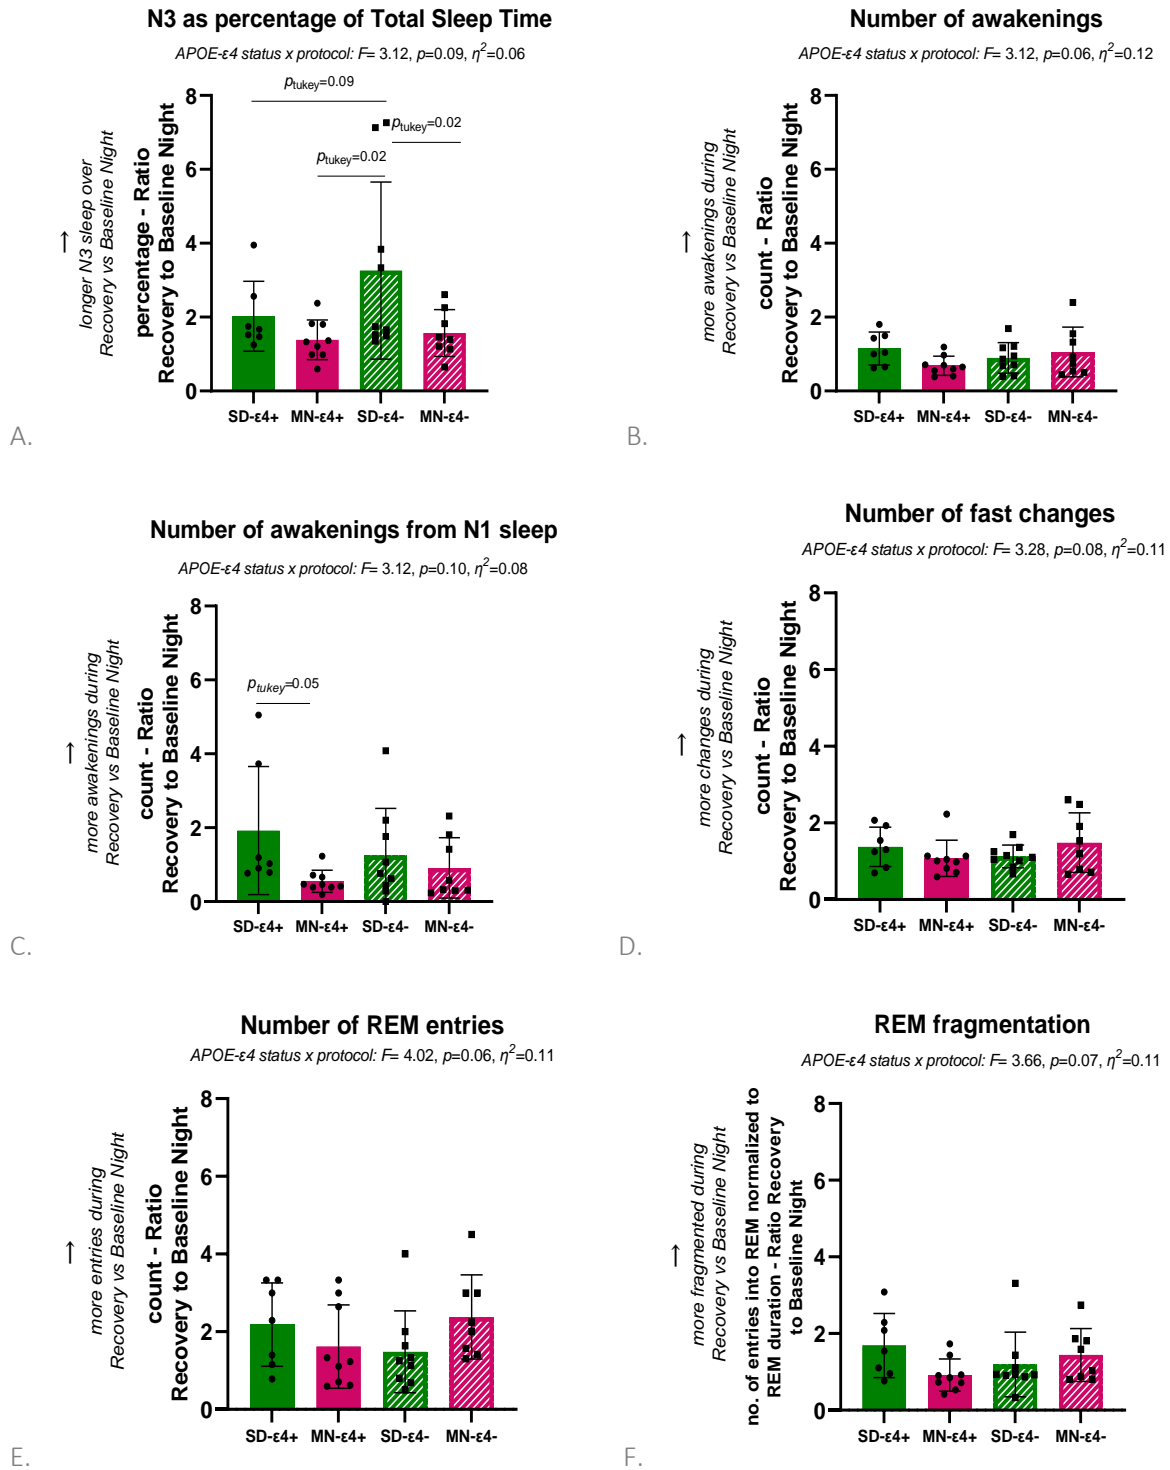 N3 as percentage of Total Sleep Time
APOE-ε4 status x protocol: F= 3.12, p=0.09, η²=0.06
longer N3 sleep over
Recovery vs Baseline Night
percentage - Ratio
Recovery to Baseline Night
8
6
4
2
0
ptukey=0.09
ptukey=0.02
ptukey=0.02
SD-ε4+ MN-ε4+ SD-ε4- MN-ε4-
A.
Number of awakenings
APOE-ε4 status x protocol: F= 3.12, p=0.06, η²=0.12
more awakenings during
Recovery vs Baseline Night
count - Ratio
Recovery to Baseline Night
8
6
4
2
0
SD-ε4+ MN-ε4+ SD-ε4- MN-ε4-
B.
Number of awakenings from N1 sleep
APOE-ε4 status x protocol: F= 3.12, p=0.10, η²=0.08
more awakenings during
Recovery vs Baseline Night
count - Ratio
Recovery to Baseline Night
8
6
4
2
0
ptukey=0.05
SD-ε4+ MN-ε4+ SD-ε4- MN-ε4-
C.
Number of fast changes
APOE-ε4 status x protocol: F= 3.28, p=0.08, η²=0.11
more changes during
Recovery vs Baseline Night
count - Ratio
Recovery to Baseline Night
8
6
4
2
0
SD-ε4+ MN-ε4+ SD-ε4- MN-ε4-
D.
Number of REM entries
APOE-ε4 status x protocol: F= 4.02, p=0.06, η²=0.11
more entries during
Recovery vs Baseline Night
count - Ratio
Recovery to Baseline Night
8
6
4
2
0
SD-ε4+ MN-ε4+ SD-ε4- MN-ε4-
E.
REM fragmentation
APOE-ε4 status x protocol: F= 3.66, p=0.07, η²=0.11
more fragmented during
Recovery vs Baseline Night
no. of entries into REM normalized to
REM duration - Ratio Recovery
to Baseline Night
8
6
4
2
0
SD-ε4+ MN-ε4+ SD-ε4- MN-ε4-
F.